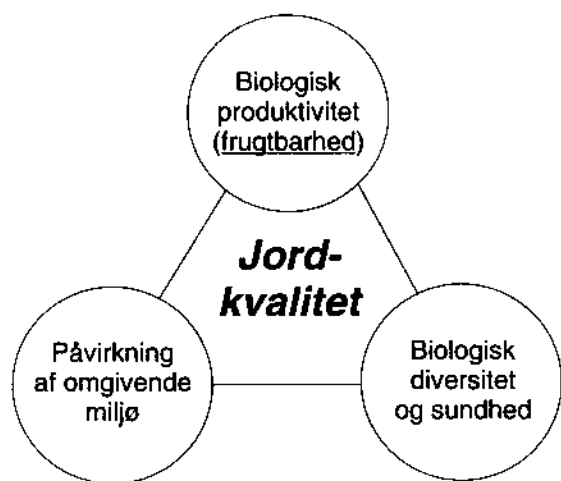 Biologisk
produktivitet
(frugtbarhed)
Jord-
kvalitet
Påvirkning
af omgivende
miljø
Biologisk
diversitet
og sundhed